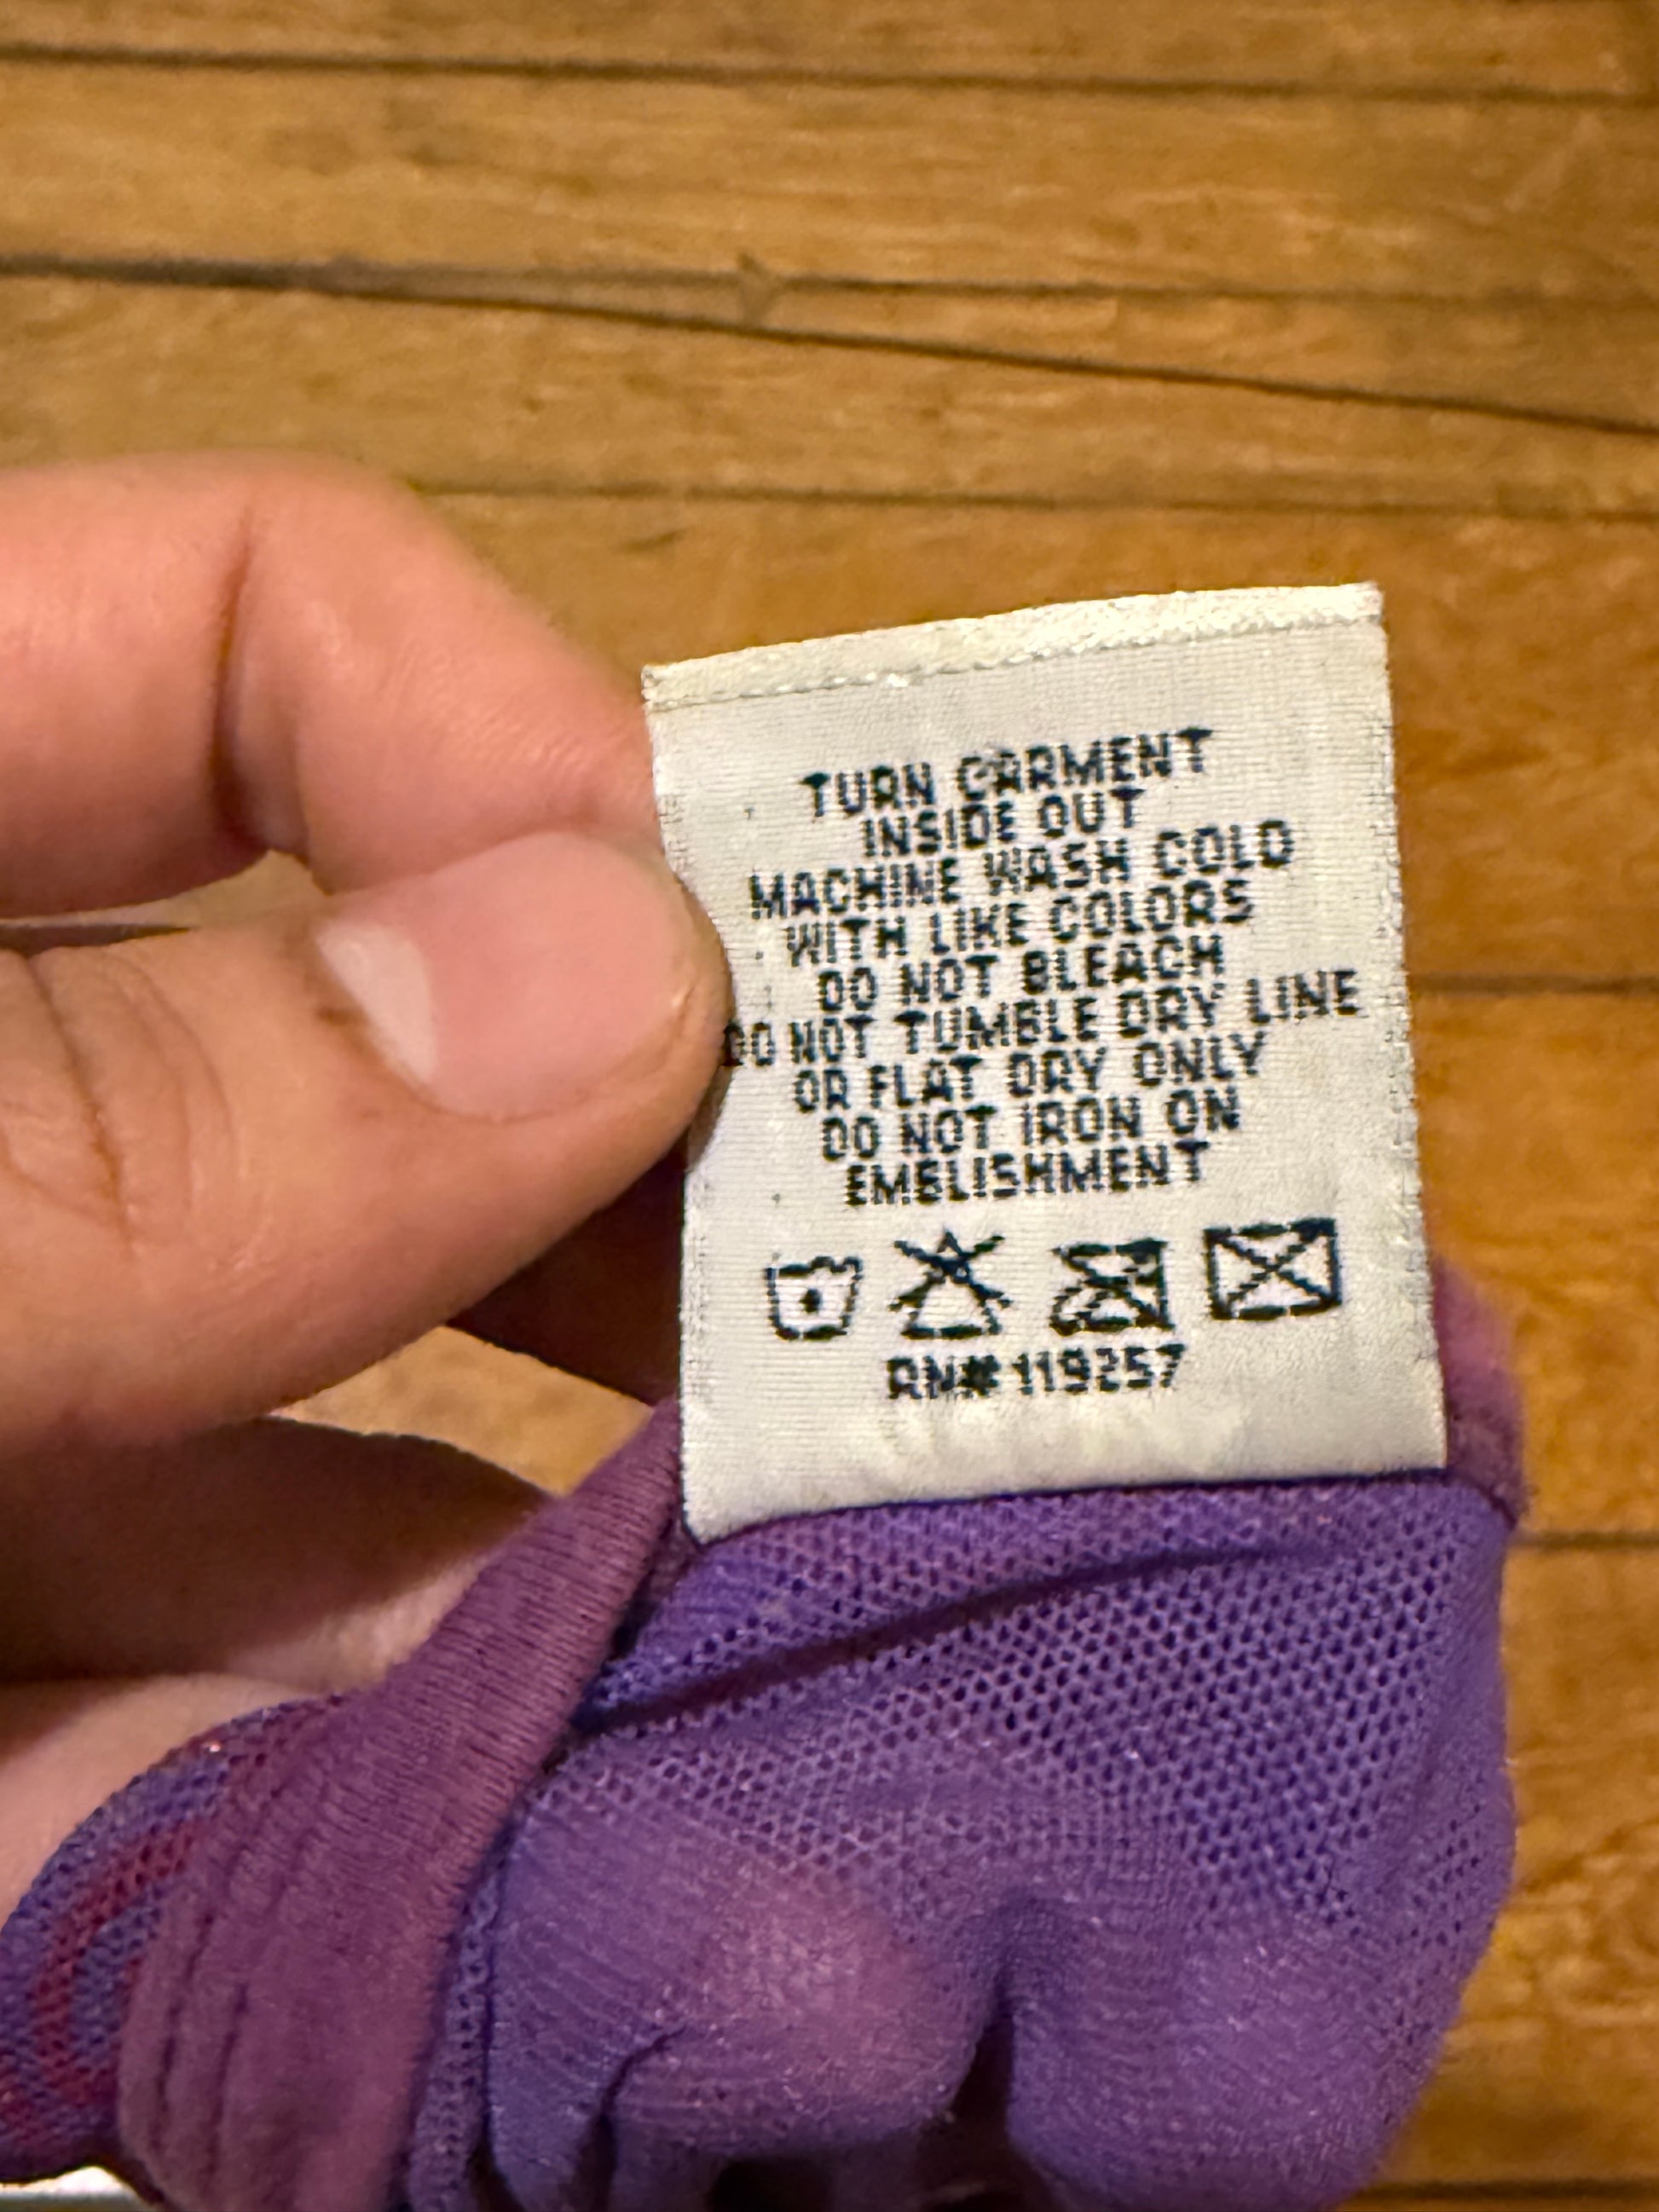 TURN GARMENT
INSIDE OUT
MACHINE WASH COLD
WITH LIKE COLORS
DO NOT BLEACH
DO NOT TUMBLE DRY LINE
OR FLAT DRY ONLY
DO NOT IRON ON
EMBLISHMENT
RN# 119257